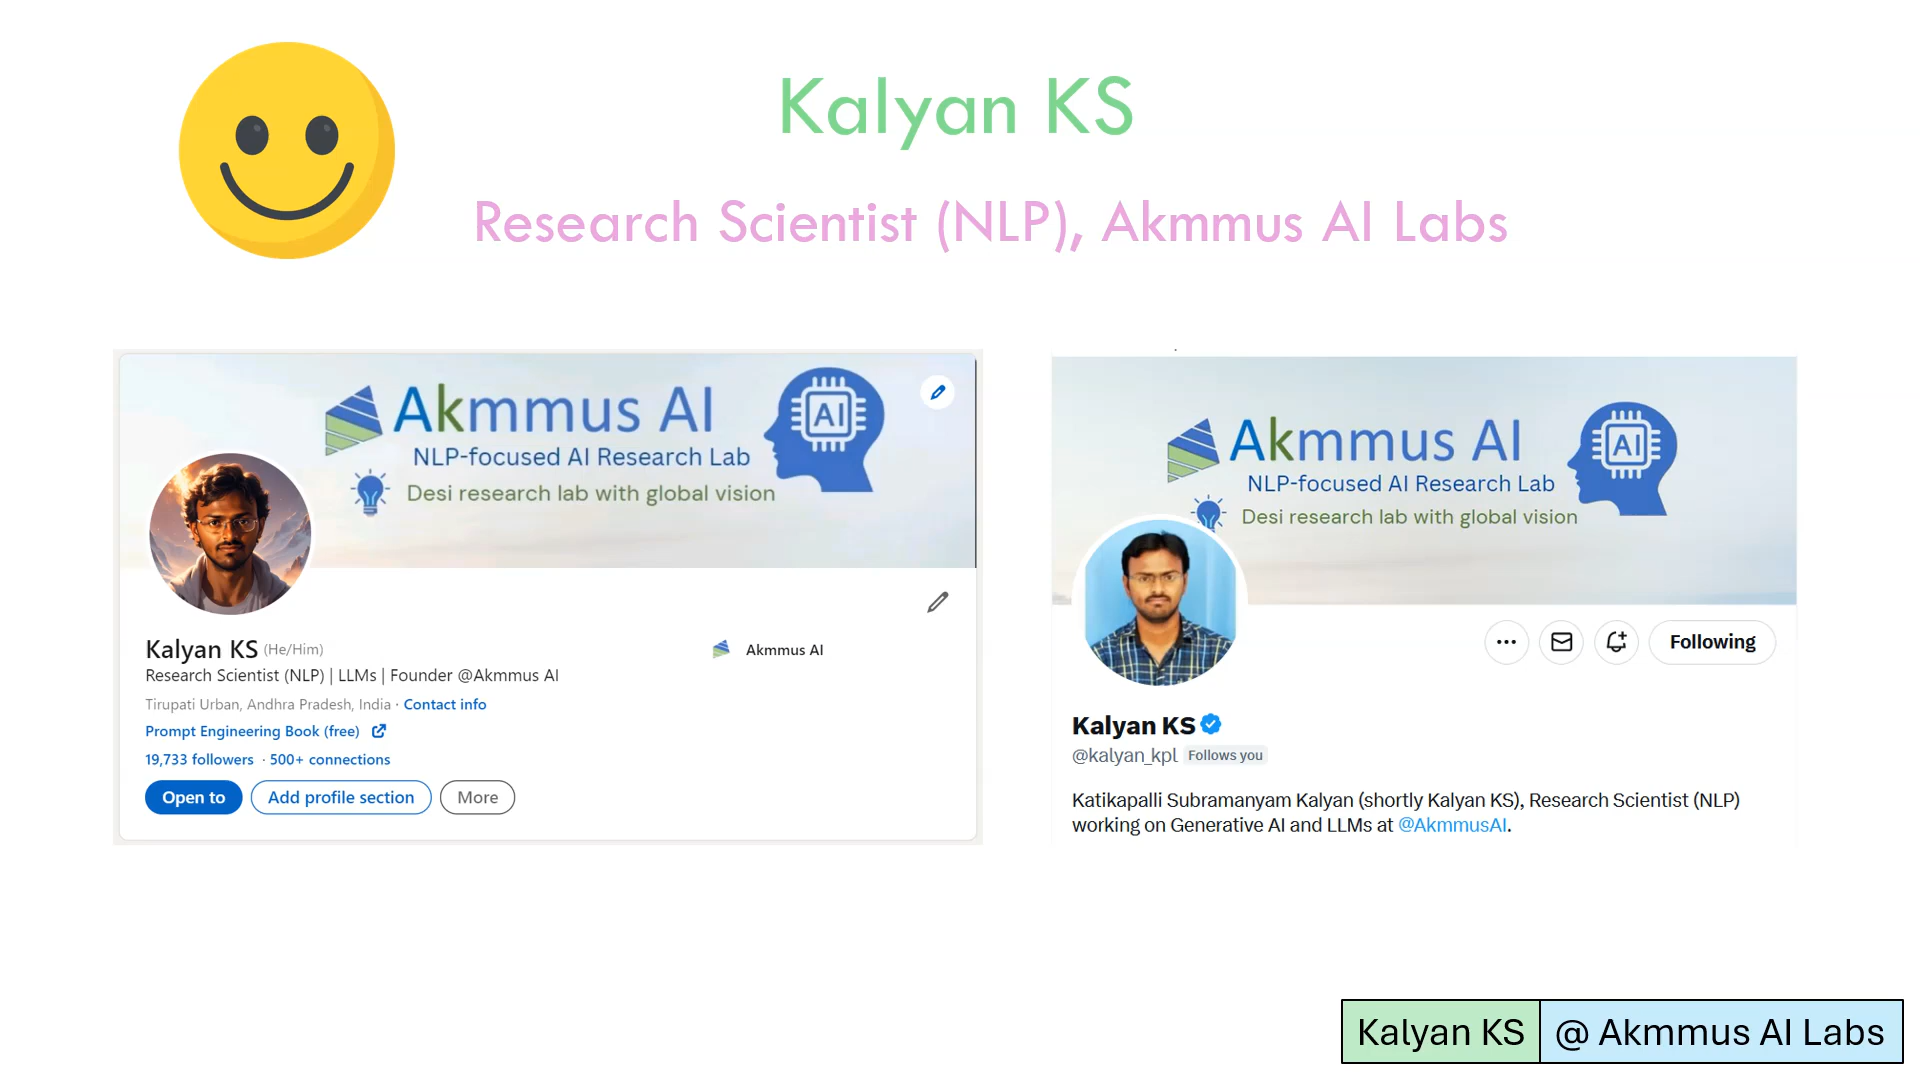 Kalyan KS
Research Scientist (NLP), Akmmus AI Labs
Akmmus AI
NLP-focused AI Research Lab
Desi research lab with global vision
AI
Kalyan KS (He/Him)
Akmmus AI
Research Scientist (NLP) | LLMs | Founder @Akmmus AI
Tirupati Urban, Andhra Pradesh, India · Contact info
Prompt Engineering Book (free)
19,733 followers · 500+ connections
Open to
Add profile section
More
Akmmus AI
NLP-focused AI Research Lab
Desi research lab with global vision
AI
Following
Kalyan KS
@kalyan_kpl Follows you
Katikapalli Subramanyam Kalyan (shortly Kalyan KS), Research Scientist (NLP)
working on Generative AI and LLMs at @AkmmusAI.
Kalyan KS @ Akmmus AI Labs